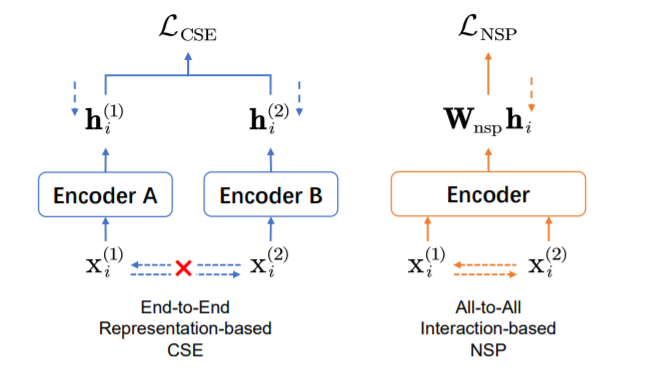 ℒ_CSE
ℒ_NSP
h_i^(1)
h_i^(2)
W_nsp h_i
Encoder A
Encoder B
Encoder
x_i^(1)
x_i^(2)
x_i^(1)
x_i^(2)
End-to-End
Representation-based
CSE
All-to-All
Interaction-based
NSP